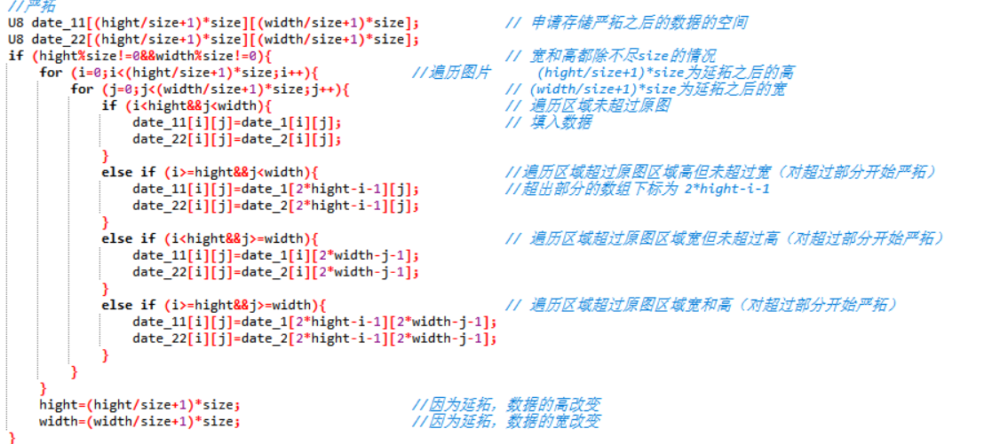 //严拓
U8 date_11[(hight/size+1)*size][(width/size+1)*size]; // 申请存储严拓之后的数据的空间
U8 date_22[(hight/size+1)*size][(width/size+1)*size];
if (hight%size!=0&&width%size!=0){ // 宽和高都除不尽size的情况
for (i=0;i<(hight/size+1)*size;i++){ //遍历图片 (hight/size+1)*size为延拓之后的高
for (j=0;j<(width/size+1)*size;j++){ // (width/size+1)*size为延拓之后的宽
if (i<hight&&j<width){ // 遍历区域未超过原图
date_11[i][j]=date_1[i][j]; // 填入数据
date_22[i][j]=date_2[i][j];
}
else if (i>=hight&&j<width){ //遍历区域超过原图区域高但未超过宽（对超过部分开始严拓）
date_11[i][j]=date_1[2*hight-i-1][j]; //超出部分的数组下标为 2*hight-i-1
date_22[i][j]=date_2[2*hight-i-1][j];
}
else if (i<hight&&j>=width){ // 遍历区域超过原图区域宽但未超过高（对超过部分开始严拓）
date_11[i][j]=date_1[i][2*width-j-1];
date_22[i][j]=date_2[i][2*width-j-1];
}
else if (i>=hight&&j>=width){ // 遍历区域超过原图区域宽和高（对超过部分开始严拓）
date_11[i][j]=date_1[2*hight-i-1][2*width-j-1];
date_22[i][j]=date_2[2*hight-i-1][2*width-j-1];
}
}
}
hight=(hight/size+1)*size; //因为延拓，数据的高改变
width=(width/size+1)*size; //因为延拓，数据的宽改变
}